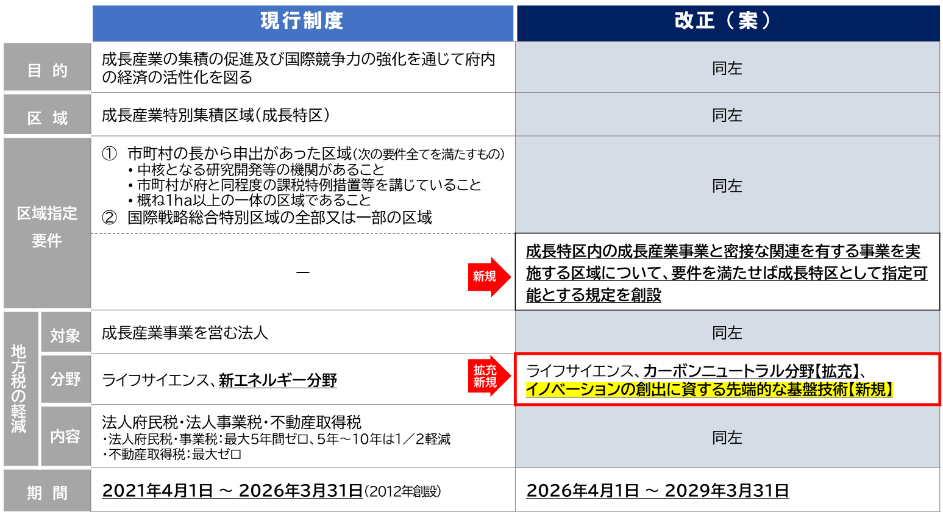 現行制度
改正（案）
目的
成長産業の集積の促進及び国際競争力の強化を通じて府内
の経済の活性化を図る
同左
区域
成長産業特別集積区域（成長特区）
同左
区域指定
要件
① 市町村の長から申出があった区域（次の要件全てを満たすもの）
・中核となる研究開発等の機関があること
・市町村が府と同程度の課税特例措置等を講じていること
・概ね1ha以上の一体の区域であること
② 国際戦略総合特別区域の全部又は一部の区域
同左
―
新規
成長特区内の成長産業事業と密接な関連を有する事業を実
施する区域について、要件を満たせば成長特区として指定可
能とする規定を創設
地方税の軽減
対象
成長産業事業を営む法人
同左
分野
ライフサイエンス、新エネルギー分野
拡充
新規
ライフサイエンス、カーボンニュートラル分野【拡充】、
イノベーションの創出に資する先端的な基盤技術【新規】
内容
法人府民税・法人事業税・不動産取得税
・法人府民税・事業税：最大5年間ゼロ、5年～10年は1／2軽減
・不動産取得税：最大ゼロ
同左
期間
2021年4月1日 ～ 2026年3月31日（2012年創設）
2026年4月1日 ～ 2029年3月31日